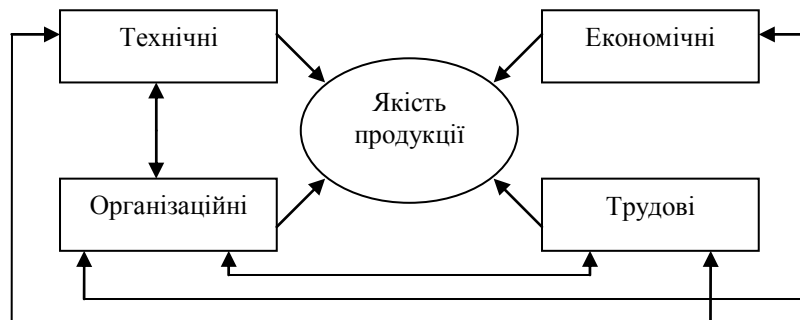 Технічні
Економічні
Якість
продукції
Організаційні
Трудові